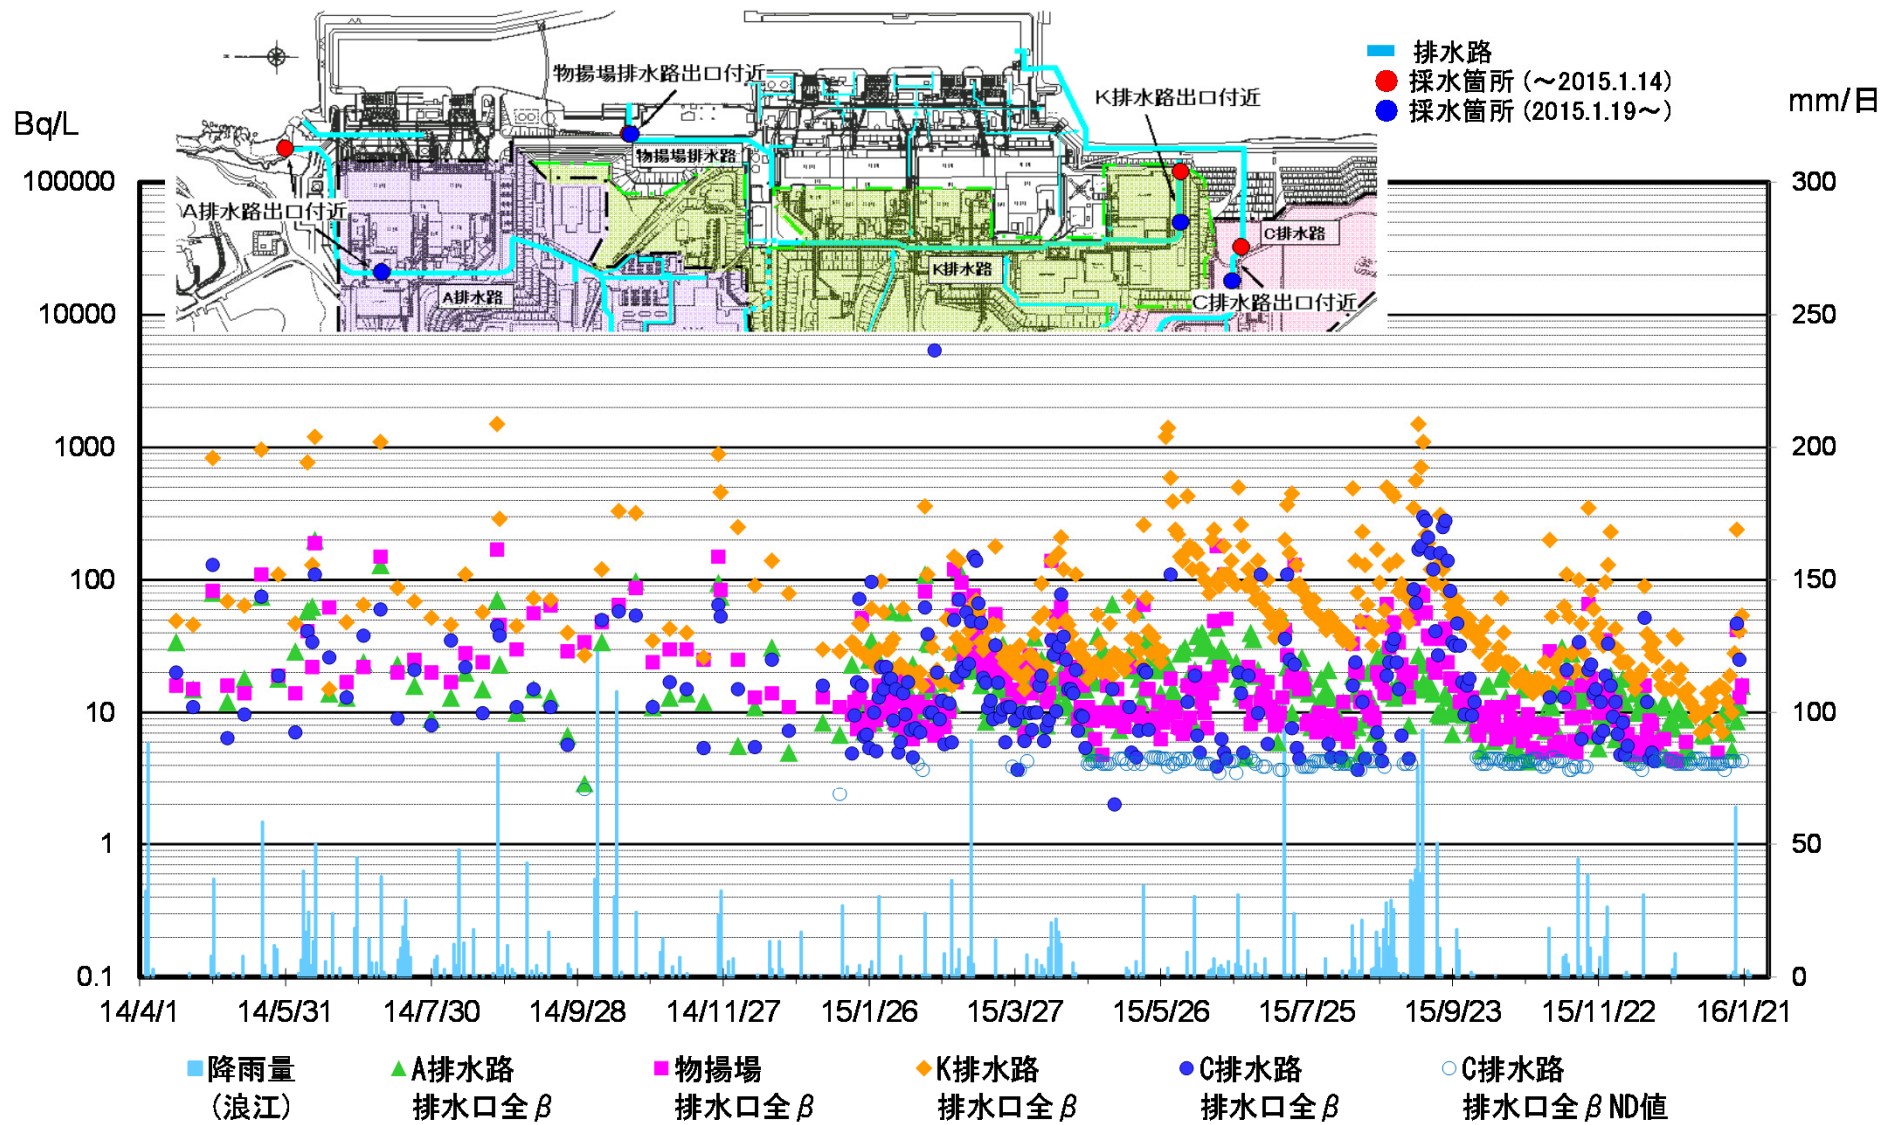 排水路
採水箇所(～2015.1.14)
採水箇所(2015.1.19～)
Bq/L
mm/日
物揚場排水路出口付近
K排水路出口付近
物揚場排水路
A排水路出口付近
C排水路
K排水路
A排水路
C排水路出口付近
100000
10000
1000
100
10
1
0.1
300
250
200
150
100
50
0
14/4/1
14/5/31
14/7/30
14/9/28
14/11/27
15/1/26
15/3/27
15/5/26
15/7/25
15/9/23
15/11/22
16/1/21
降雨量
(浪江)
A排水路
排水口全β
物揚場
排水口全β
K排水路
排水口全β
C排水路
排水口全β
C排水路
排水口全βND値